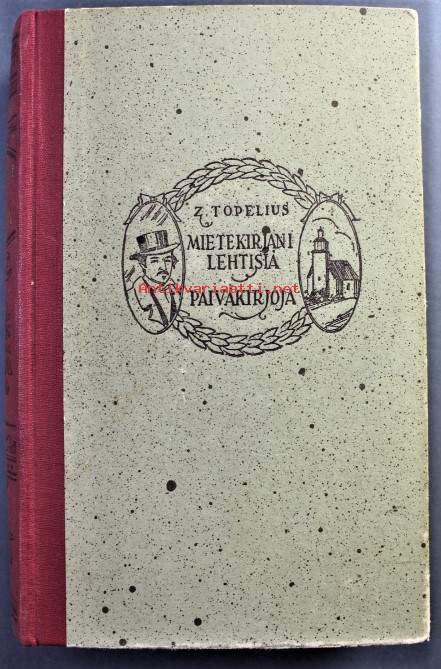 Z. TOPELIUS
MIETEKIRJANI
LEHTISIÄ
PÄIVÄKIRJOJA
Antikvariaatti.net